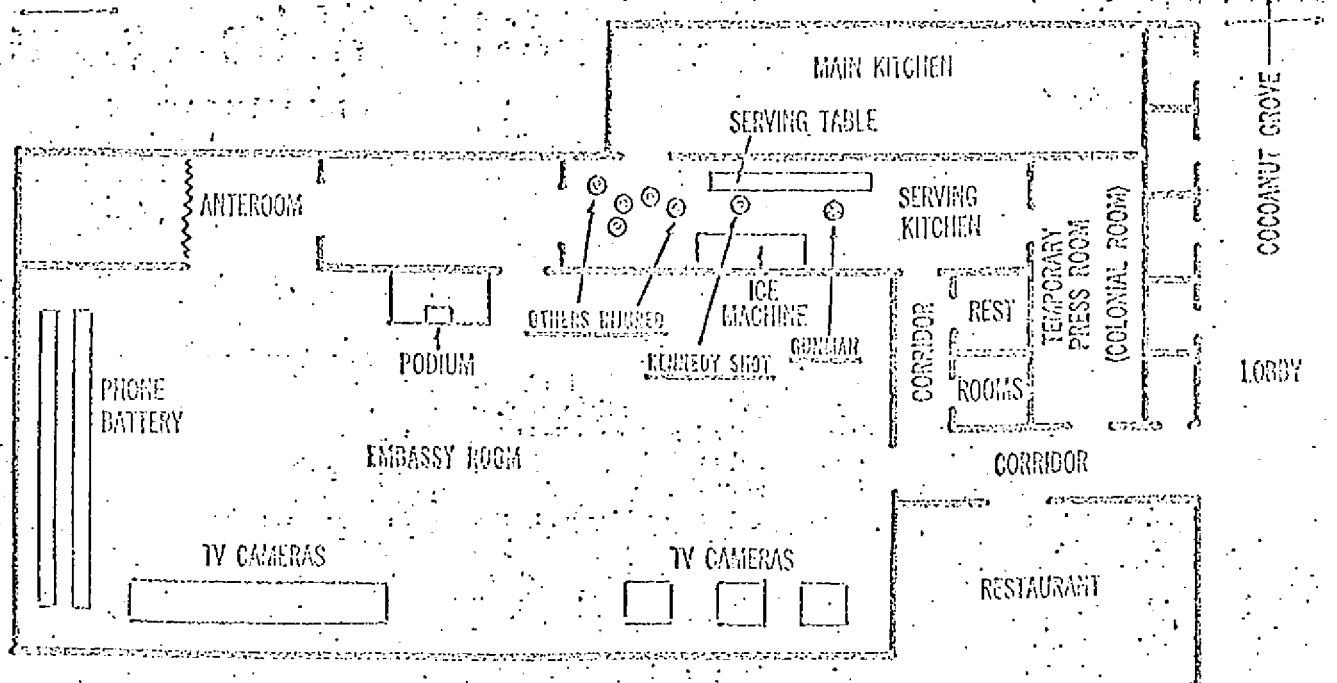 MAIN KITCHEN
COCOANUT GROVE
SERVING TABLE
ANTEROOM
SERVING
KITCHEN
TEMPORARY
PRESS ROOM
(COLONIAL ROOM)
ICE
MACHINE
REST
ROOMS
OTHERS INJURED
KENNEDY SHOT
GUNMAN
CORRIDOR
PODIUM
PHONE
BATTERY
LOBBY
EMBASSY ROOM
CORRIDOR
TV CAMERAS
TV CAMERAS
RESTAURANT